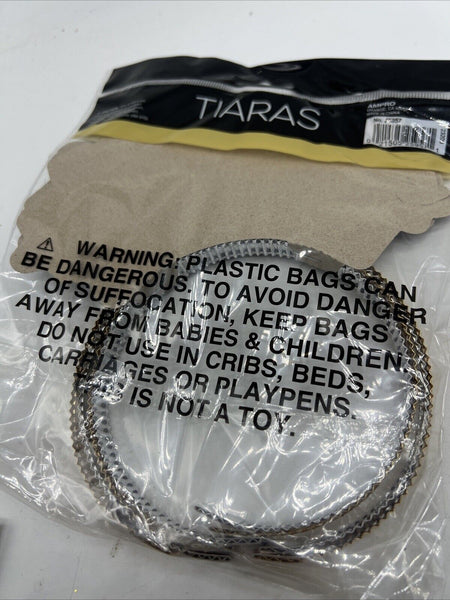 TIARAS
AMPRO
⚠ WARNING: PLASTIC BAGS CAN
BE DANGEROUS, TO AVOID DANGER
OF SUFFOCATION, KEEP BAGS
AWAY FROM BABIES & CHILDREN.
DO NOT USE IN CRIBS, BEDS,
CARRIAGES OR PLAYPENS.
IS NOT A TOY.